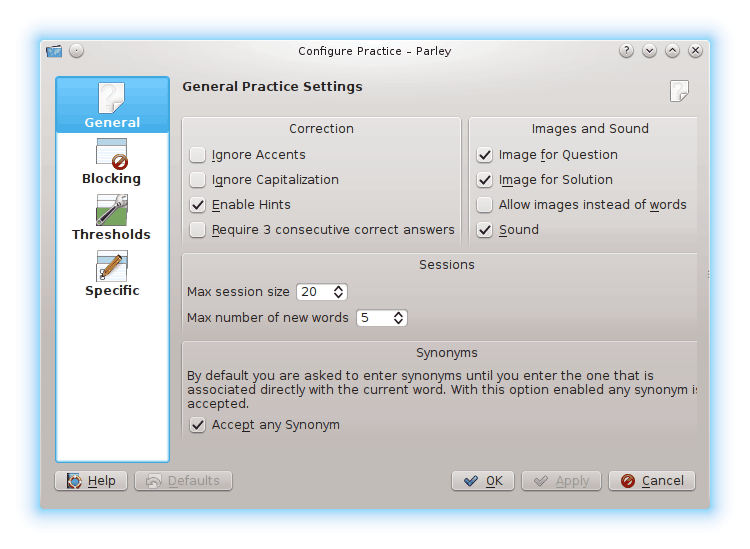 Configure Practice – Parley
General
Blocking
Thresholds
Specific
General Practice Settings
Correction
Ignore Accents
Ignore Capitalization
Enable Hints
Require 3 consecutive correct answers
Images and Sound
Image for Question
Image for Solution
Allow images instead of words
Sound
Sessions
Max session size 20
Max number of new words 5
Synonyms
By default you are asked to enter synonyms until you enter the one that is
associated directly with the current word. With this option enabled any synonym is
accepted.
Accept any Synonym
Help Defaults OK Apply Cancel